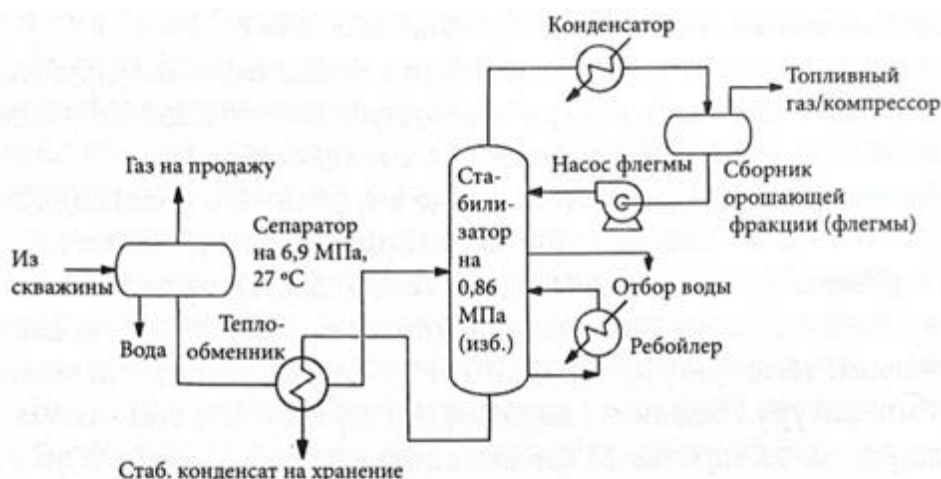 Конденсатор
Топливный
газ/компрессор
Газ на продажу
Сепаратор
на 6,9 МПа,
27 ºС
Из
скважины
Вода
Тепло-
обменник
Стаб. конденсат на хранение
Ста-
били-
затор
на
0,86
МПа
(изб.)
Насос флегмы
Сборник
орошающей
фракции (флегмы)
Отбор воды
Ребойлер